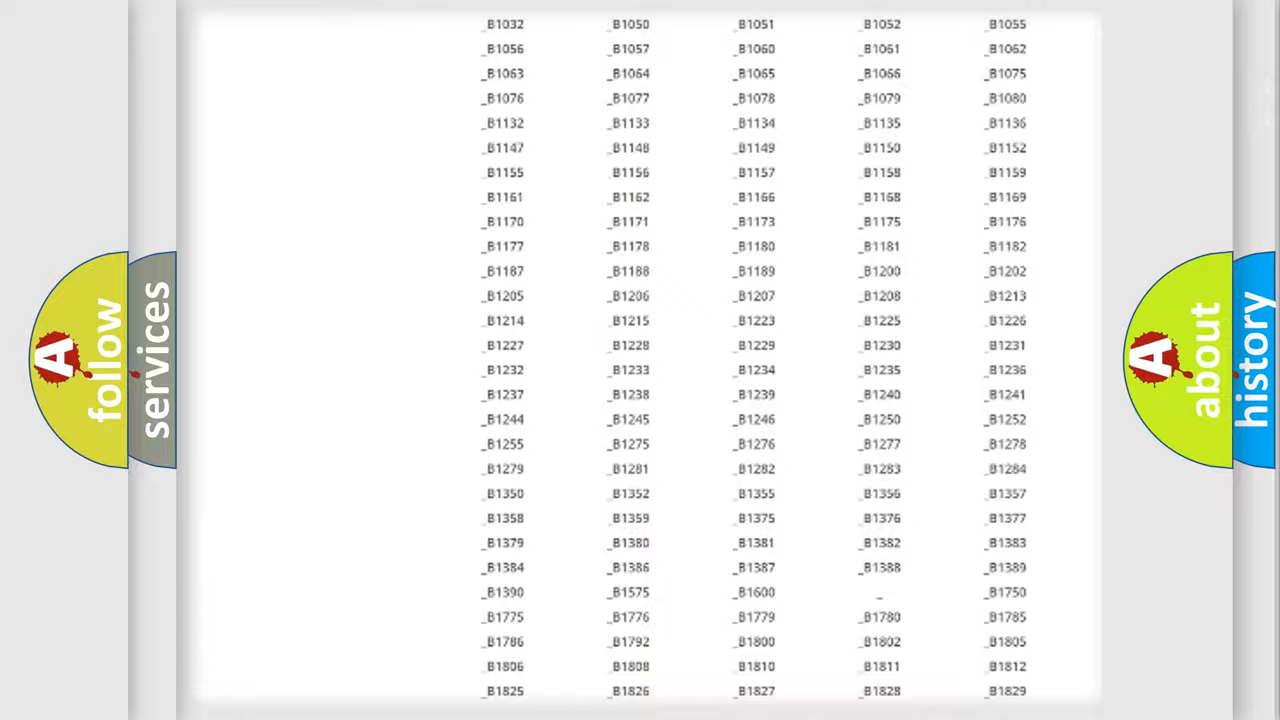 _B1032 _B1050 _B1051 _B1052 _B1055
_B1056 _B1057 _B1060 _B1061 _B1062
_B1063 _B1064 _B1065 _B1066 _B1075
_B1076 _B1077 _B1078 _B1079 _B1080
_B1132 _B1133 _B1134 _B1135 _B1136
_B1147 _B1148 _B1149 _B1150 _B1152
_B1155 _B1156 _B1157 _B1158 _B1159
_B1161 _B1162 _B1166 _B1168 _B1169
_B1170 _B1171 _B1173 _B1175 _B1176
_B1177 _B1178 _B1180 _B1181 _B1182
_B1187 _B1188 _B1189 _B1200 _B1202
_B1205 _B1206 _B1207 _B1208 _B1213
_B1214 _B1215 _B1223 _B1225 _B1226
_B1227 _B1228 _B1229 _B1230 _B1231
_B1232 _B1233 _B1234 _B1235 _B1236
_B1237 _B1238 _B1239 _B1240 _B1241
_B1244 _B1245 _B1246 _B1250 _B1252
_B1255 _B1275 _B1276 _B1277 _B1278
_B1279 _B1281 _B1282 _B1283 _B1284
_B1350 _B1352 _B1355 _B1356 _B1357
_B1358 _B1359 _B1375 _B1376 _B1377
_B1379 _B1380 _B1381 _B1382 _B1383
_B1384 _B1386 _B1387 _B1388 _B1389
_B1390 _B1575 _B1600 _ _B1750
_B1775 _B1776 _B1779 _B1780 _B1785
_B1786 _B1792 _B1800 _B1802 _B1805
_B1806 _B1808 _B1810 _B1811 _B1812
_B1825 _B1826 _B1827 _B1828 _B1829
A follow
services
A about
history